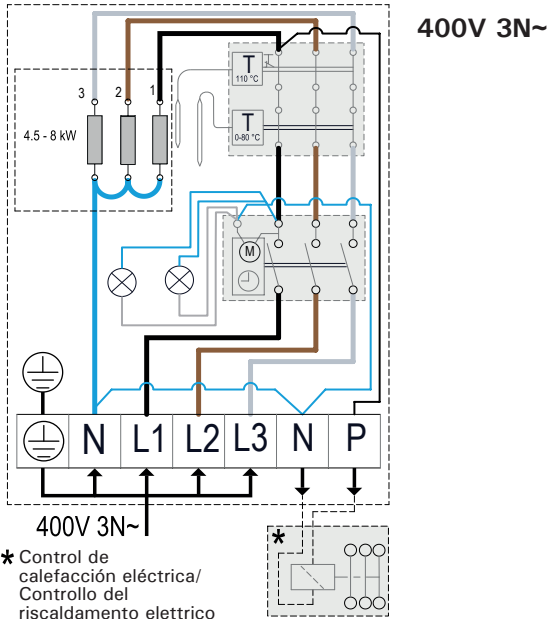 400V 3N~
3
2
1
T
110 °C
4.5 - 8 kW
T
0-80 °C
M
N L1 L2 L3 N P
400V 3N~
*
* Control de
calefacción eléctrica/
Controllo del
riscaldamento elettrico